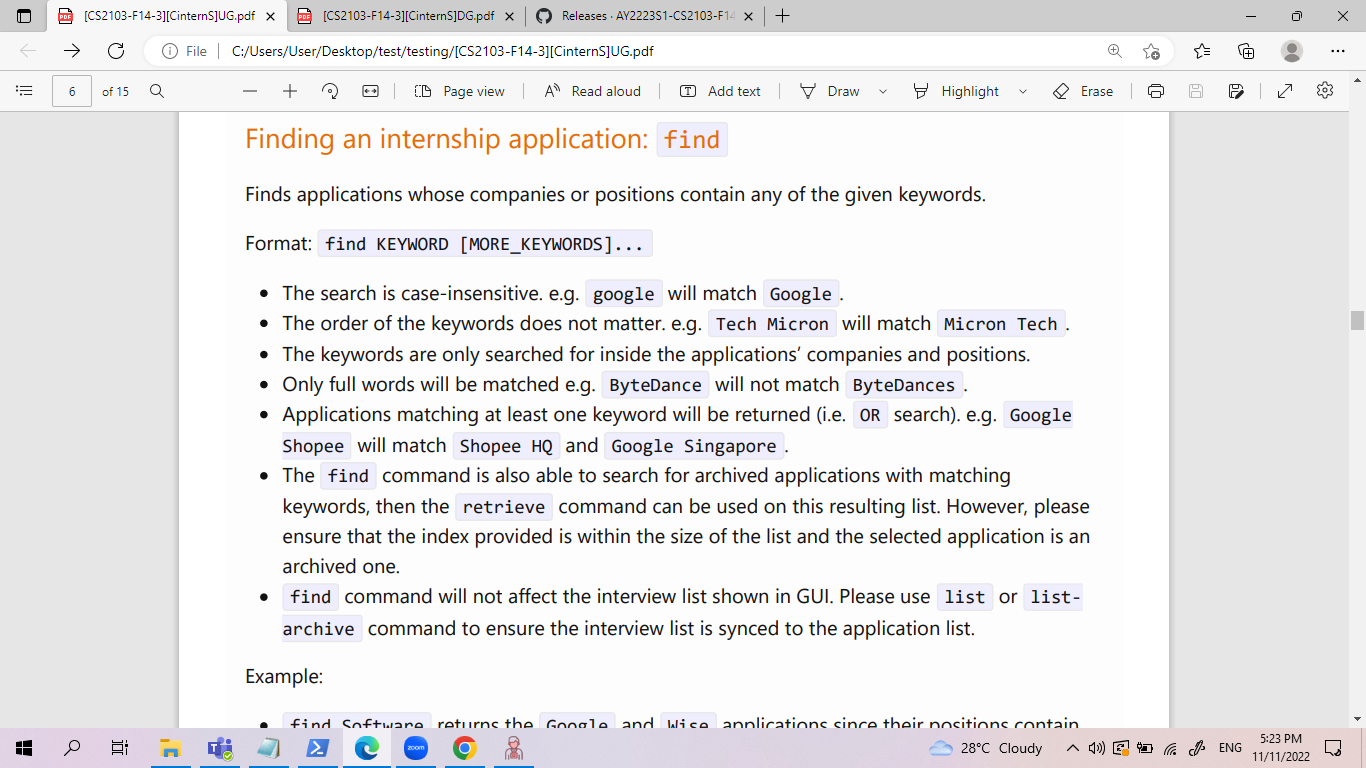 [CS2103-F14-3][CinternS]UG.pdf
[CS2103-F14-3][CinternS]DG.pdf
Releases · AY2223S1-CS2103-F14
File
C:/Users/User/Desktop/test/testing/[CS2103-F14-3][CinternS]UG.pdf
6 of 15
Page view
Read aloud
Add text
Draw
Highlight
Erase
Finding an internship application: find
Finds applications whose companies or positions contain any of the given keywords.
Format: find KEYWORD [MORE_KEYWORDS]...
• The search is case-insensitive. e.g. google will match Google.
• The order of the keywords does not matter. e.g. Tech Micron will match Micron Tech.
• The keywords are only searched for inside the applications’ companies and positions.
• Only full words will be matched e.g. ByteDance will not match ByteDances.
• Applications matching at least one keyword will be returned (i.e. OR search). e.g. Google
Shopee will match Shopee HQ and Google Singapore.
• The find command is also able to search for archived applications with matching
keywords, then the retrieve command can be used on this resulting list. However, please
ensure that the index provided is within the size of the list and the selected application is an
archived one.
• find command will not affect the interview list shown in GUI. Please use list or list-
archive command to ensure the interview list is synced to the application list.
Example:
• find Software returns the Google and Wise applications since their positions contain
zoom
28°C Cloudy
ENG
5:23 PM
11/11/2022